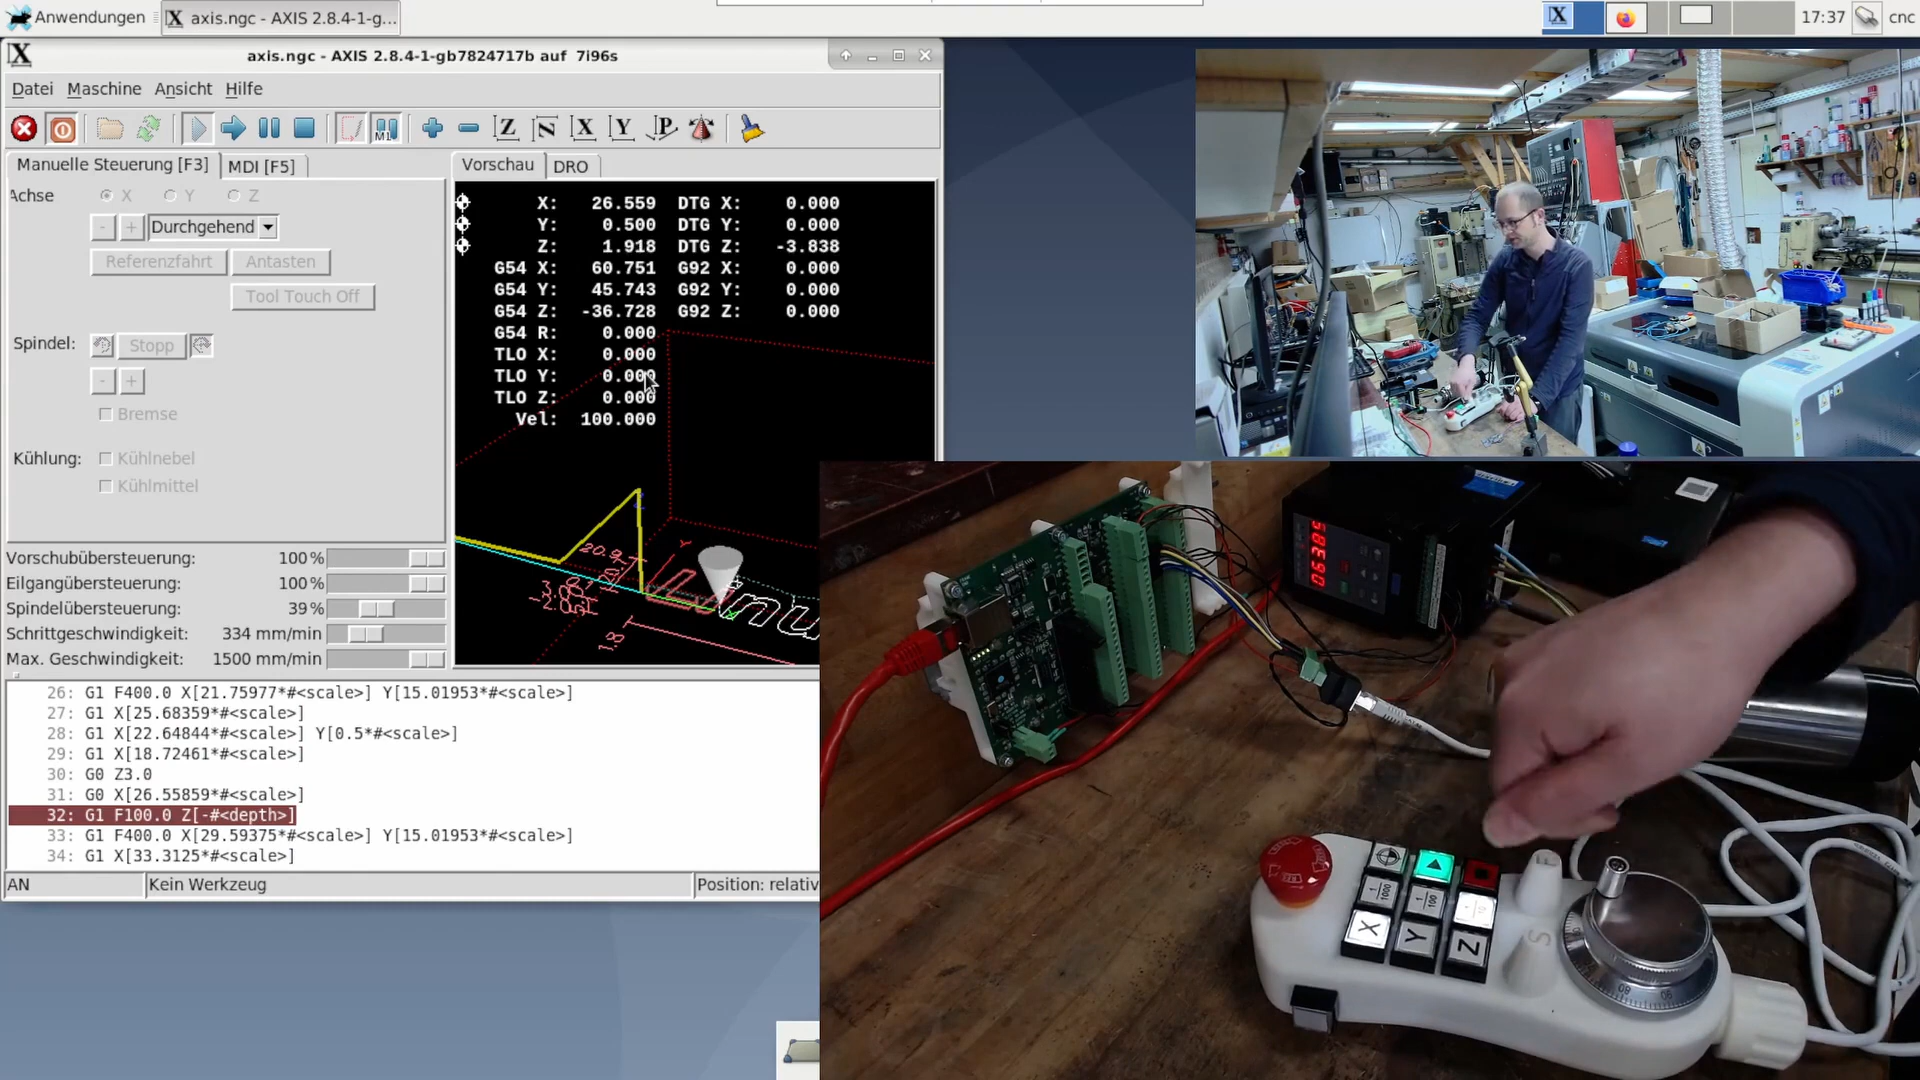 Anwendungen
axis.ngc - AXIS 2.8.4-1-g...
17:37
cnc
axis.ngc - AXIS 2.8.4-1-gb7824717b auf 7i96s
Datei Maschine Ansicht Hilfe
Manuelle Steuerung [F3]
MDI [F5]
Vorschau
DRO
Achse X Y Z
- + Durchgehend
Referenzfahrt Antasten
Tool Touch Off
Spindel: Stopp
- +
Bremse
Kühlung: Kühlnebel
Kühlmittel
X: 26.559 DTG X: 0.000
Y: 0.500 DTG Y: 0.000
Z: 1.918 DTG Z: -3.838
G54 X: 60.751 G92 X: 0.000
G54 Y: 45.743 G92 Y: 0.000
G54 Z: -36.728 G92 Z: 0.000
G54 R: 0.000
TLO X: 0.000
TLO Y: 0.000
TLO Z: 0.000
Vel: 100.000
1.8
Vorschubübersteuerung: 100 %
Eilgangübersteuerung: 100 %
Spindelübersteuerung: 39 %
Schrittgeschwindigkeit: 334 mm/min
Max. Geschwindigkeit: 1500 mm/min
26: G1 F400.0 X[21.75977*#<scale>] Y[15.01953*#<scale>]
27: G1 X[25.68359*#<scale>]
28: G1 X[22.64844*#<scale>] Y[0.5*#<scale>]
29: G1 X[18.72461*#<scale>]
30: G0 Z3.0
31: G0 X[26.55859*#<scale>]
32: G1 F100.0 Z[-#<depth>]
33: G1 F400.0 X[29.59375*#<scale>] Y[15.01953*#<scale>]
34: G1 X[33.3125*#<scale>]
AN
Kein Werkzeug
Position: relativ
1/1000
1/100
X
Y
Z
F
S